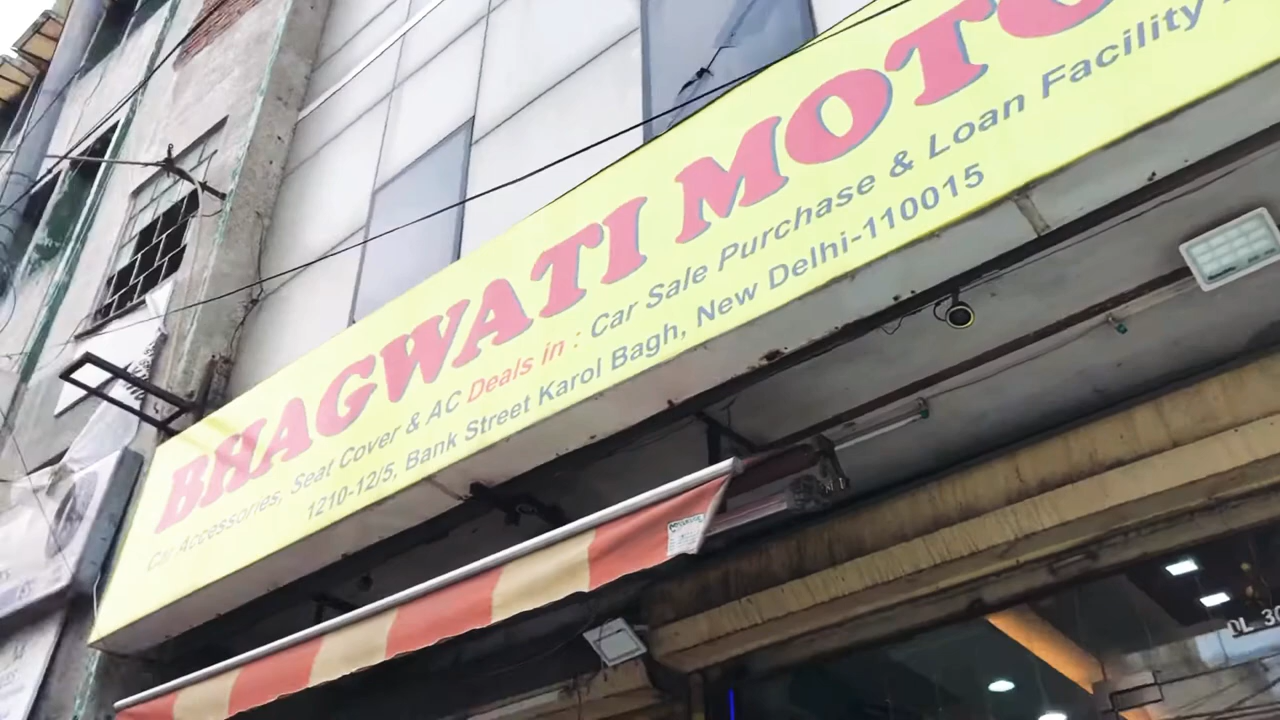 BHAGWATI MOTO
Car Accessories, Seat Cover & AC Deals in : Car Sale Purchase & Loan Facility
1210-12/5, Bank Street Karol Bagh, New Delhi-110015
DL 30